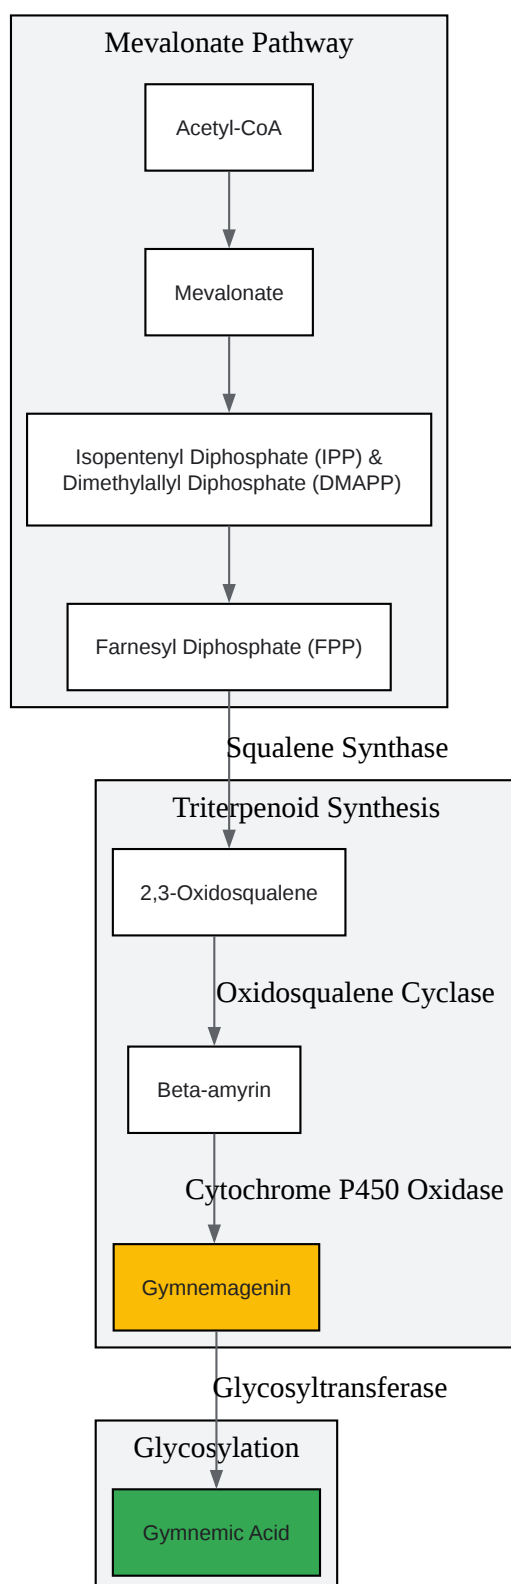 Mevalonate Pathway
Acetyl-CoA
Mevalonate
Isopentenyl Diphosphate (IPP) &
Dimethylallyl Diphosphate (DMAPP)
Farnesyl Diphosphate (FPP)
Squalene Synthase
Triterpenoid Synthesis
2,3-Oxidosqualene
Oxidosqualene Cyclase
Beta-amyrin
Cytochrome P450 Oxidase
Gymnemagenin
Glycosyltransferase
Glycosylation
Gymnemic Acid